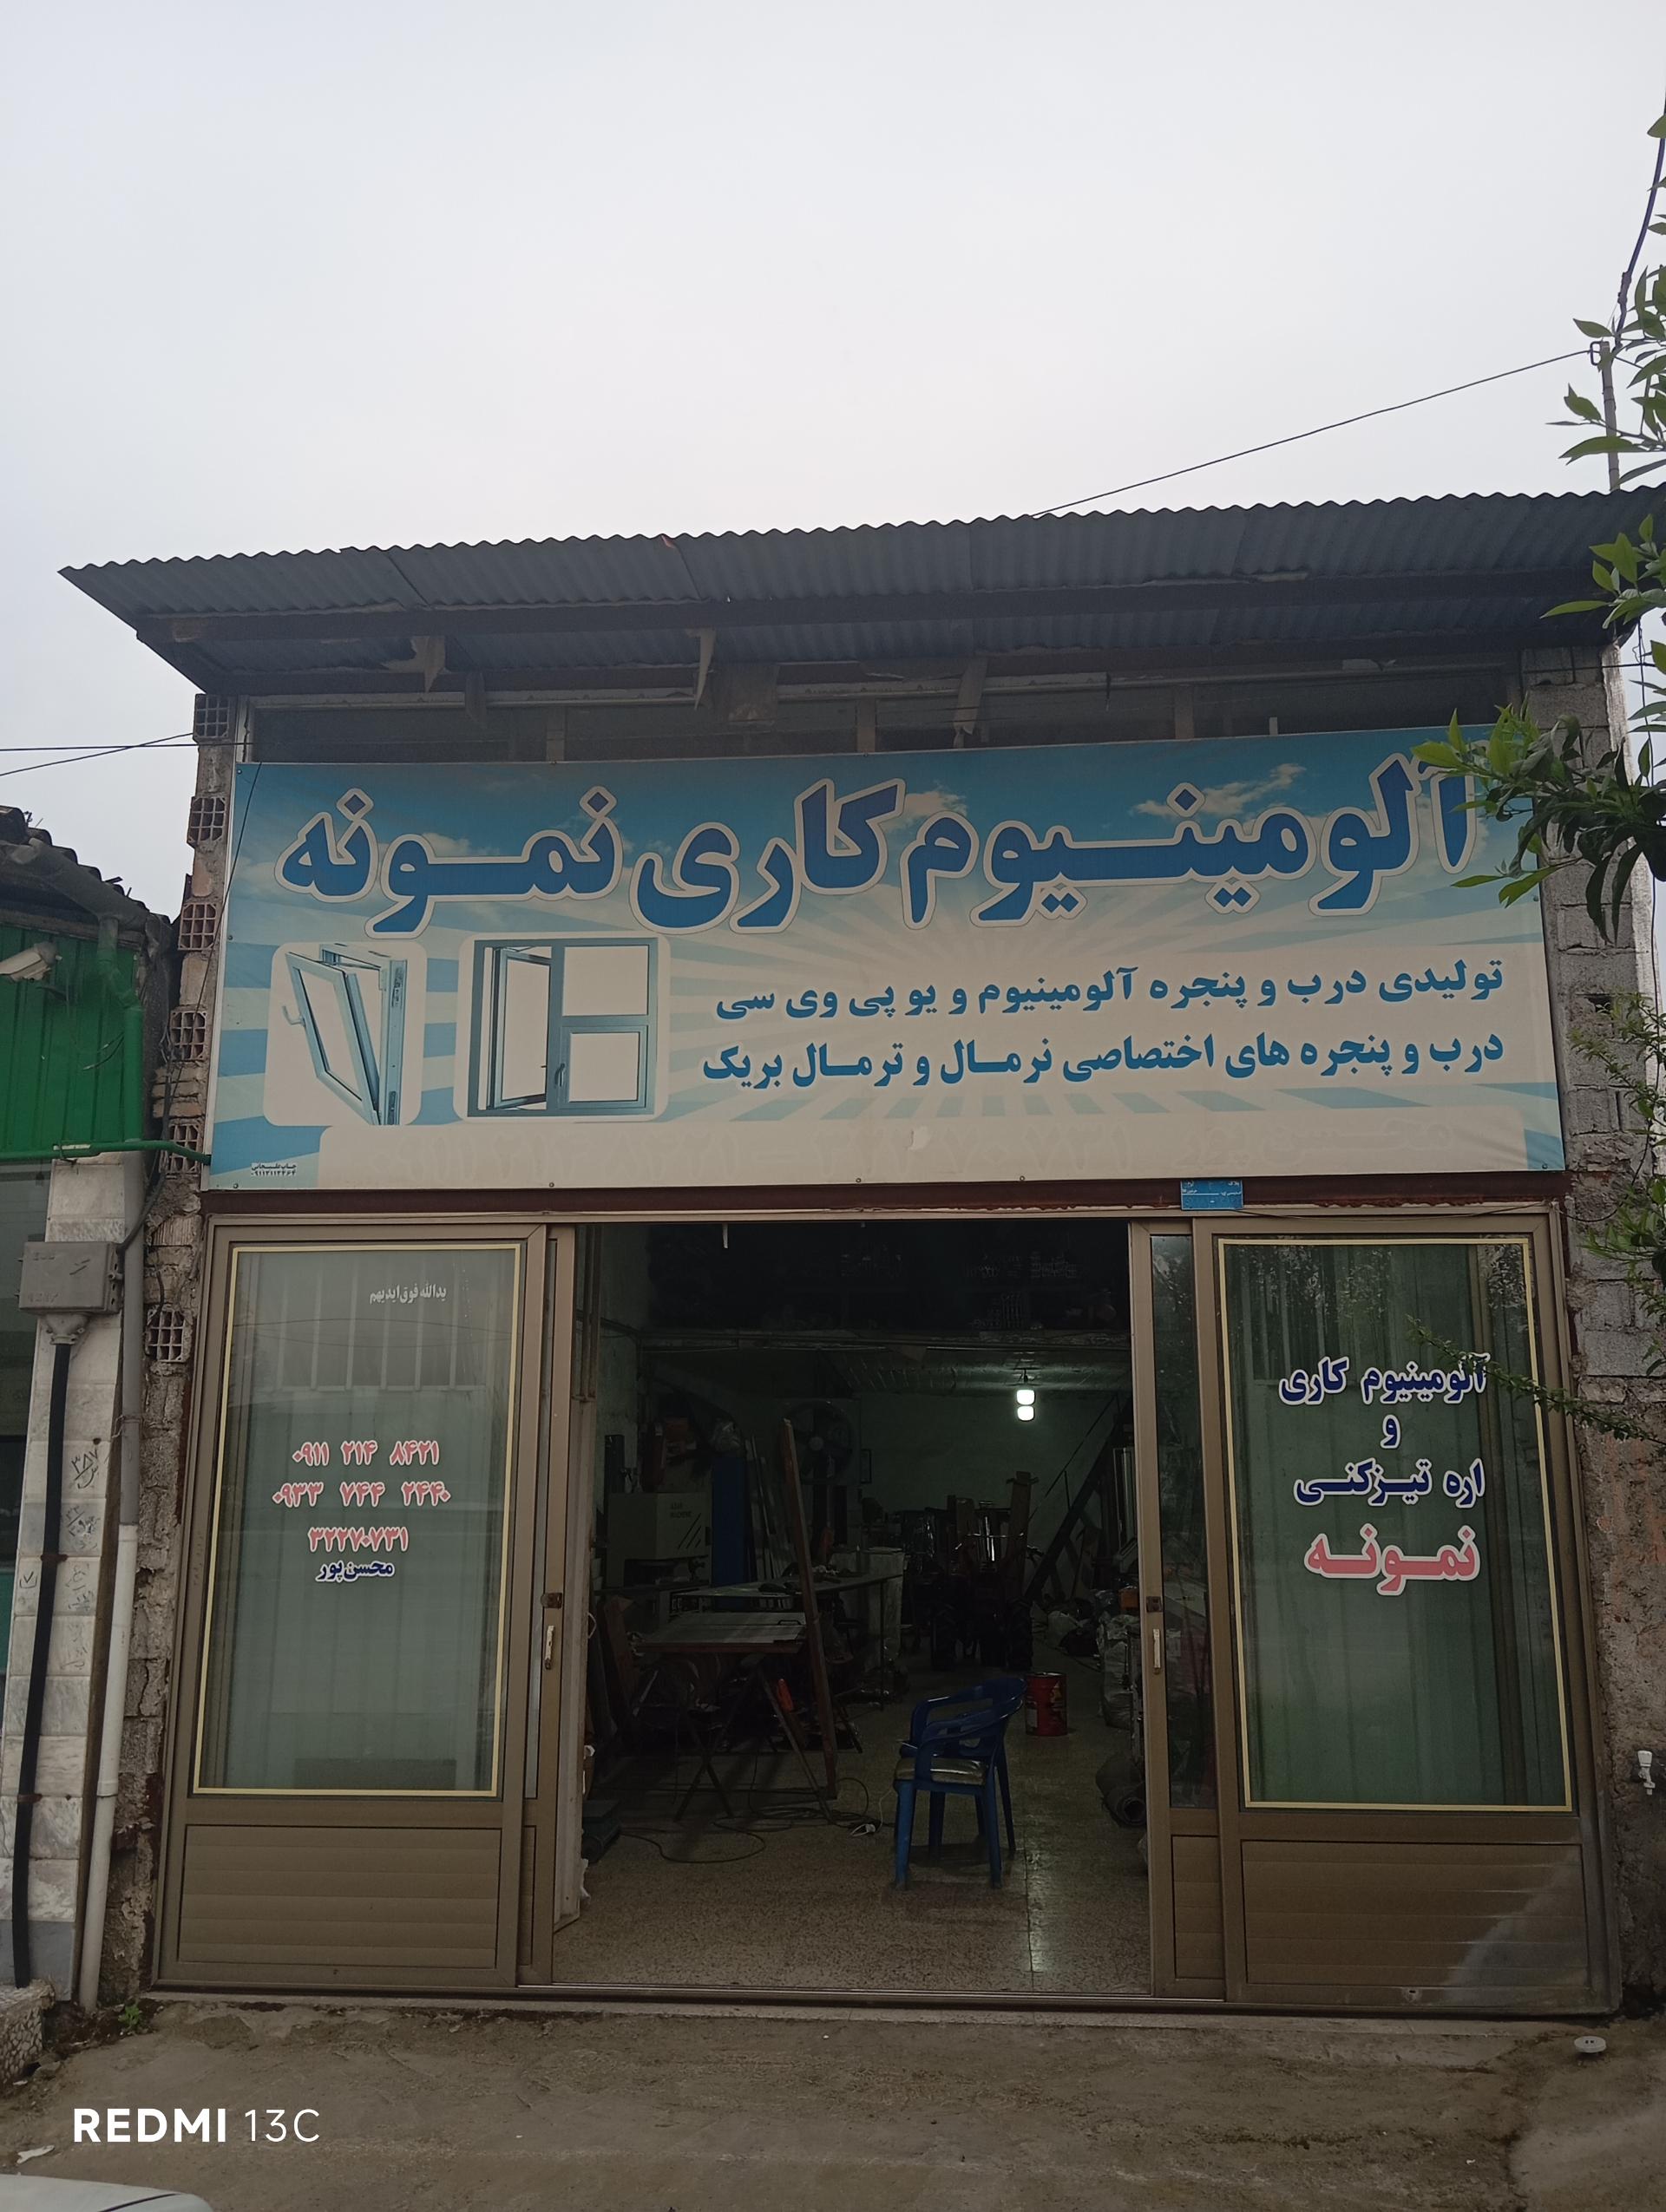 آلومینیوم کاری نمونه
تولیدی درب و پنجره آلومینیوم و یو پی وی سی
درب و پنجره های اختصاصی نرمال و ترمال بریک
یدالله فوق ایدیهم
۰۹۱۱ ۲۱۴ ۸۴۲۱
۰۹۳۳ ۷۴۴ ۲۴۴۰
۳۲۲۷۰۷۳۱
محسن‌پور
آلومینیوم کاری
و
اره تیزکنی
نمونه
REDMI 13C